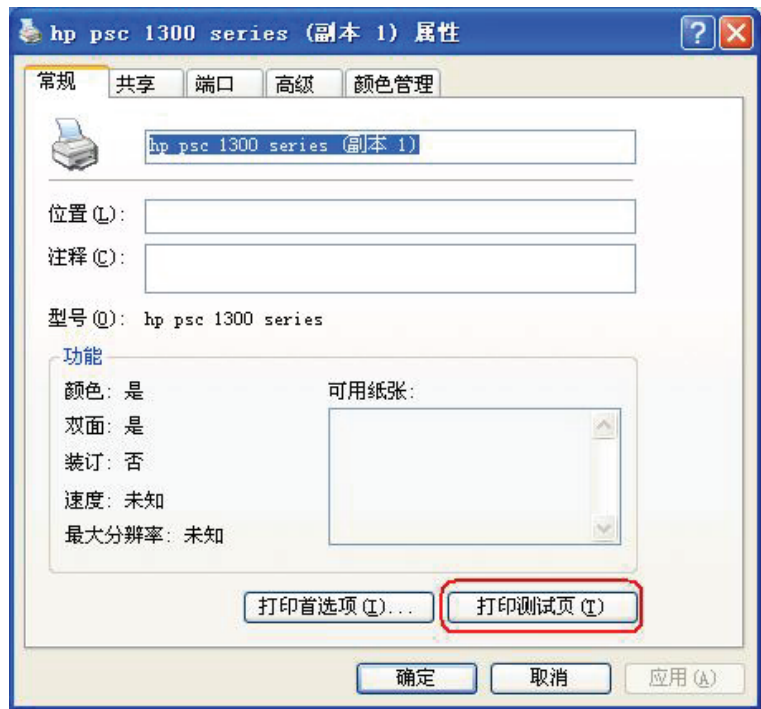 hp psc 1300 series (副本 1) 属性
常规 共享 端口 高级 颜色管理
hp psc 1300 series (副本 1)
位置(L):
注释(C):
型号(O): hp psc 1300 series
功能
颜色: 是 可用纸张:
双面: 是
装订: 否
速度: 未知
最大分辨率: 未知
打印首选项(I)... 打印测试页(T)
确定 取消 应用(A)